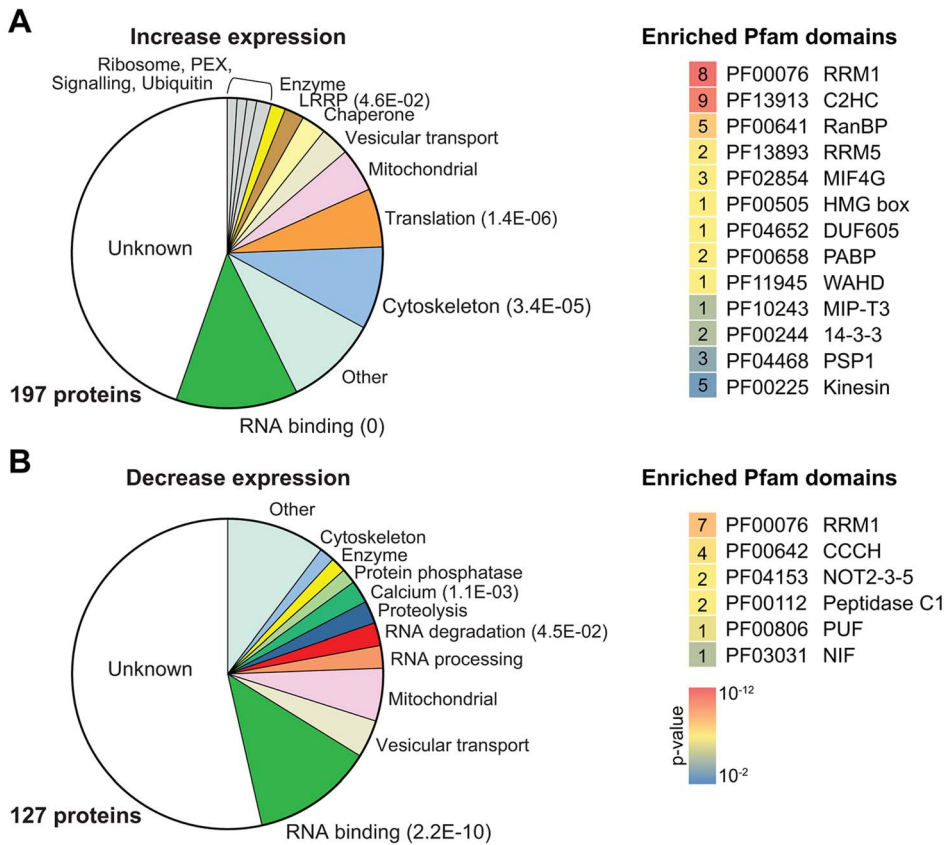 A
Increase expression
Ribosome, PEX,
Signalling, Ubiquitin
Enzyme
LRRP (4.6E-02)
Chaperone
Vesicular transport
Mitochondrial
Translation (1.4E-06)
Unknown
Cytoskeleton (3.4E-05)
Other
197 proteins
RNA binding (0)
Enriched Pfam domains
8 PF00076 RRM1
9 PF13913 C2HC
5 PF00641 RanBP
2 PF13893 RRM5
3 PF02854 MIF4G
1 PF00505 HMG box
1 PF04652 DUF605
2 PF00658 PABP
1 PF11945 WAHD
1 PF10243 MIP-T3
2 PF00244 14-3-3
3 PF04468 PSP1
5 PF00225 Kinesin
B
Decrease expression
Other
Cytoskeleton
Enzyme
Protein phosphatase
Calcium (1.1E-03)
Proteolysis
RNA degradation (4.5E-02)
RNA processing
Unknown
Mitochondrial
Vesicular transport
127 proteins
RNA binding (2.2E-10)
Enriched Pfam domains
7 PF00076 RRM1
4 PF00642 CCCH
2 PF04153 NOT2-3-5
2 PF00112 Peptidase C1
1 PF00806 PUF
1 PF03031 NIF
p-value
10⁻¹²
10⁻²